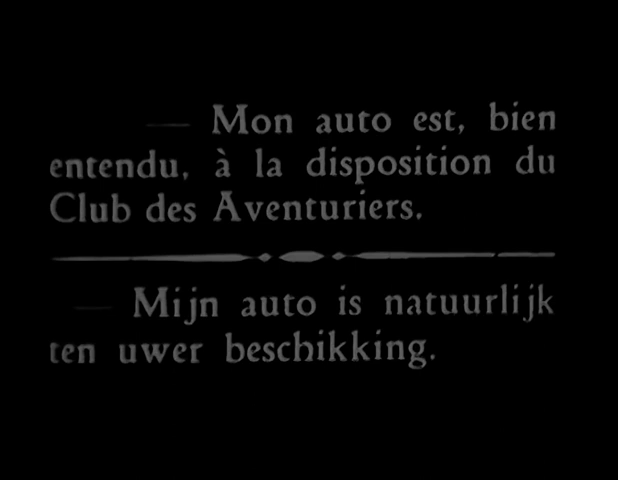 — Mon auto est, bien
entendu, à la disposition du
Club des Aventuriers.
— Mijn auto is natuurlijk
ten uwer beschikking.